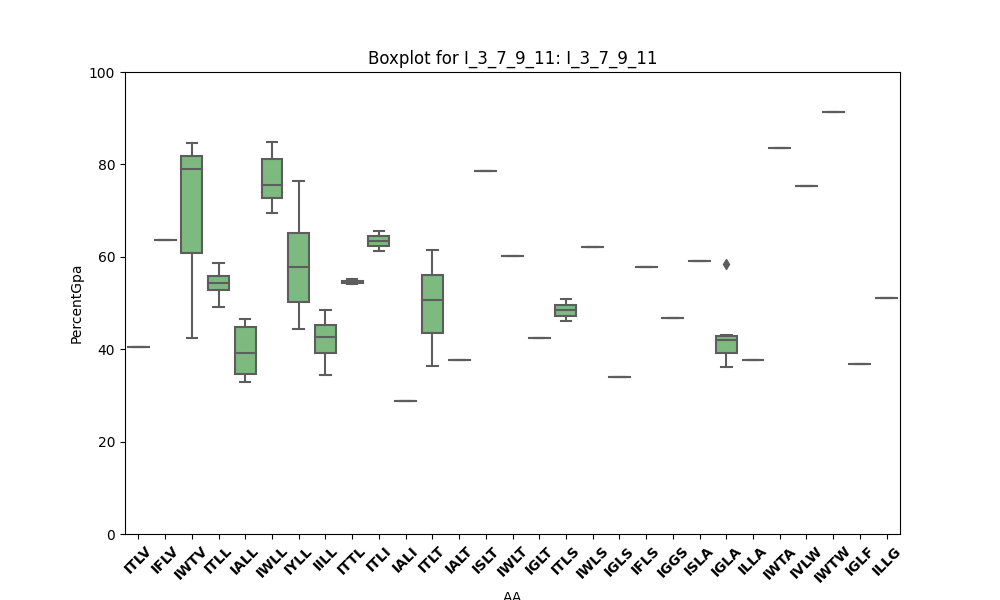 Boxplot for I_3_7_9_11: I_3_7_9_11
100
80
60
40
20
0
PercentGpa
ITLV IFLV IWTV ITLL IALL IWLL IYLL IILL ITTL ITLI IALI ITLT IALT ISLT IWLT IGLT ITLS IWLS IGLS IFLS IGGS ISLA IGLA ILLA IWTA IVLW IWTW IGLF ILLG
AA